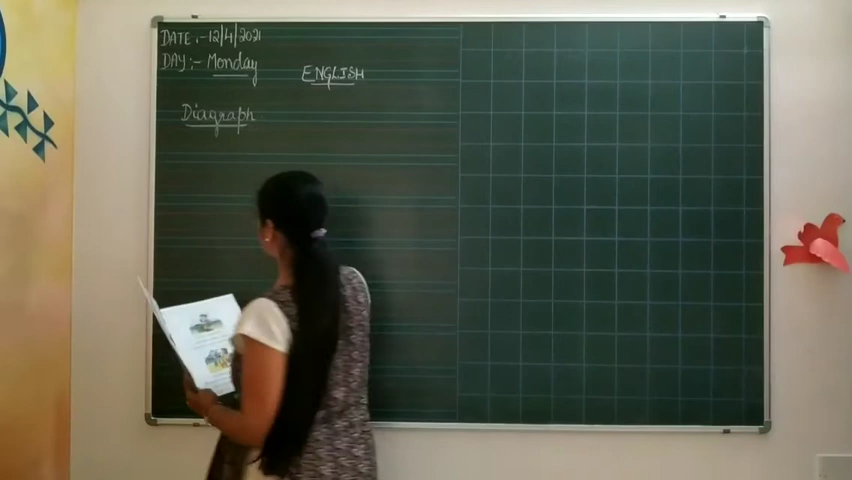 DATE :- 12/4/2021
DAY :- Monday
ENGLISH
Diagraph